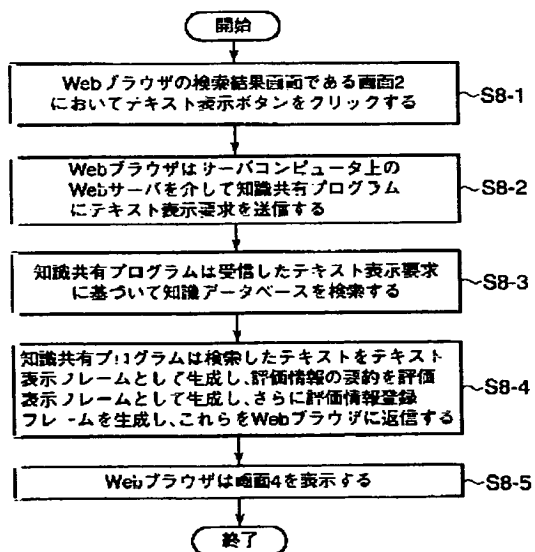 開始
Webブラウザの検索結果画面である画面2
においてテキスト表示ボタンをクリックする
S8-1
Webブラウザはサーバコンピュータ上の
Webサーバを介して知識共有プログラム
にテキスト表示要求を送信する
S8-2
知識共有プログラムは受信したテキスト表示要求
に基づいて知識データベースを検索する
S8-3
知識共有プログラムは検索したテキストをテキスト
表示フレームとして生成し、評価情報の要約を評価
表示フレームとして生成し、さらに評価情報登録
フレームを生成し、これらをWebブラウザに返信する
S8-4
Webブラウザは画面4を表示する
S8-5
終了